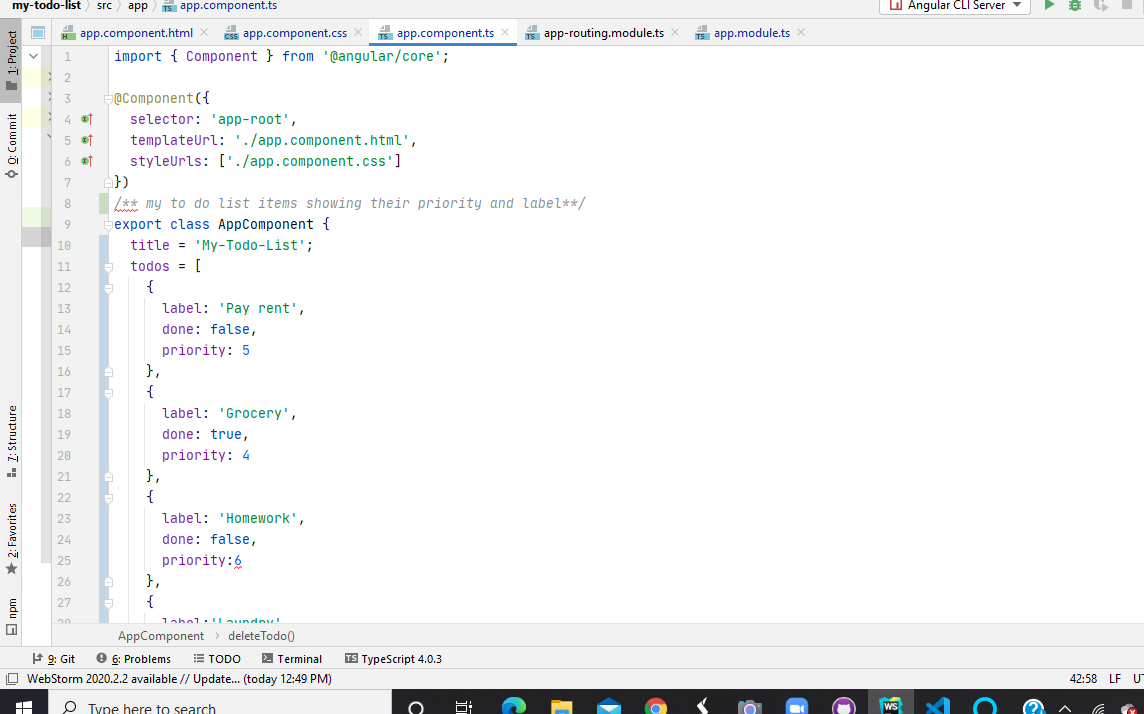 my-todo-list src app app.component.ts
Angular CLI Server
app.component.html app.component.css app.component.ts app-routing.module.ts app.module.ts
1: Project
0: Commit
7: Structure
2: Favorites
npm
1 import { Component } from '@angular/core';
2
3 @Component({
4 selector: 'app-root',
5 templateUrl: './app.component.html',
6 styleUrls: ['./app.component.css']
7 })
8 /** my to do list items showing their priority and label**/
9 export class AppComponent {
10 title = 'My-Todo-List';
11 todos = [
12 {
13 label: 'Pay rent',
14 done: false,
15 priority: 5
16 },
17 {
18 label: 'Grocery',
19 done: true,
20 priority: 4
21 },
22 {
23 label: 'Homework',
24 done: false,
25 priority:6
26 },
27 {
28 label:'Laundry'
AppComponent deleteTodo()
9: Git 6: Problems TODO Terminal TypeScript 4.0.3
WebStorm 2020.2.2 available // Update... (today 12:49 PM) 42:58 LF UT
Type here to search